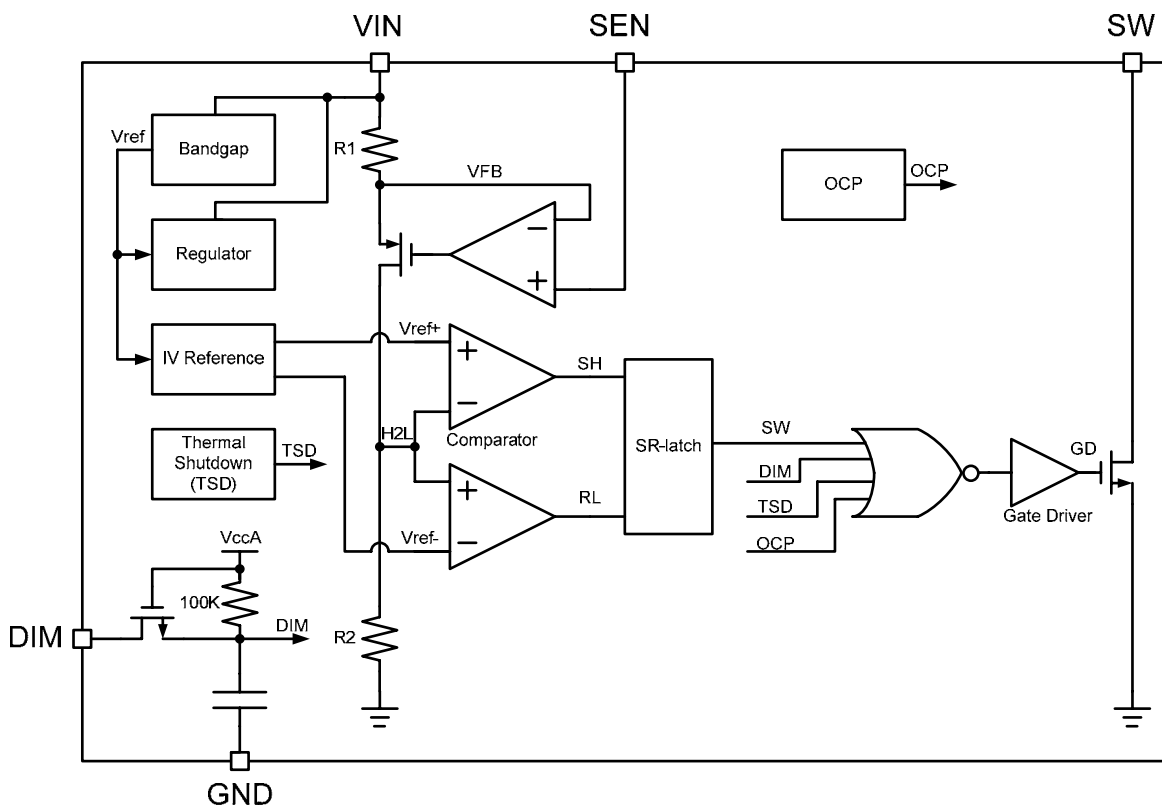 VIN
SEN
SW
Vref
Bandgap
R1
VFB
OCP
OCP
Regulator
−
+
IV Reference
Vref+
+
−
SH
Comparator
H2L
SR-latch
Thermal
Shutdown
(TSD)
TSD
+
−
RL
Vref-
SW
DIM
TSD
OCP
GD
Gate Driver
VccA
100K
DIM
DIM
R2
GND